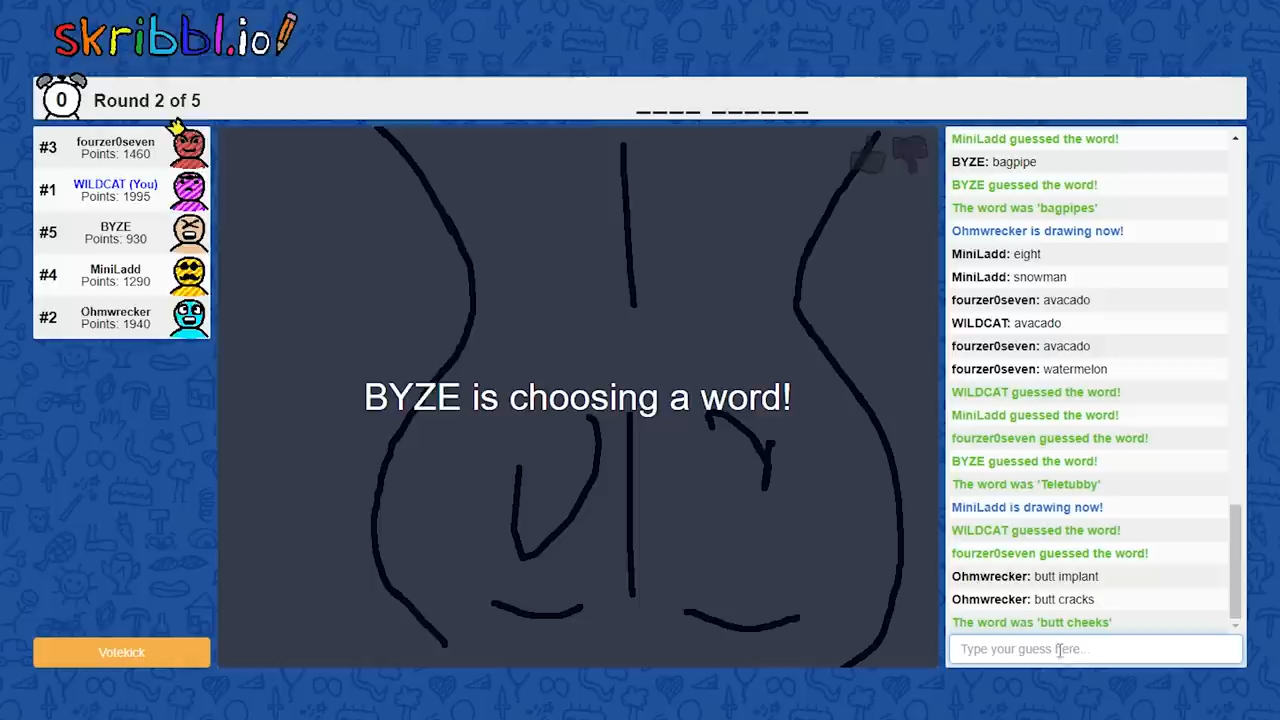 skribbl.io
0
Round 2 of 5
____ ______
#3
fourzer0seven
Points: 1460
#1
WILDCAT (You)
Points: 1995
#5
BYZE
Points: 930
#4
MiniLadd
Points: 1290
#2
Ohmwrecker
Points: 1940
Votekick
BYZE is choosing a word!
MiniLadd guessed the word!
BYZE: bagpipe
BYZE guessed the word!
The word was 'bagpipes'
Ohmwrecker is drawing now!
MiniLadd: eight
MiniLadd: snowman
fourzer0seven: avacado
WILDCAT: avacado
fourzer0seven: avacado
fourzer0seven: watermelon
WILDCAT guessed the word!
MiniLadd guessed the word!
fourzer0seven guessed the word!
BYZE guessed the word!
The word was 'Teletubby'
MiniLadd is drawing now!
WILDCAT guessed the word!
fourzer0seven guessed the word!
Ohmwrecker: butt implant
Ohmwrecker: butt cracks
The word was 'butt cheeks'
Type your guess here...